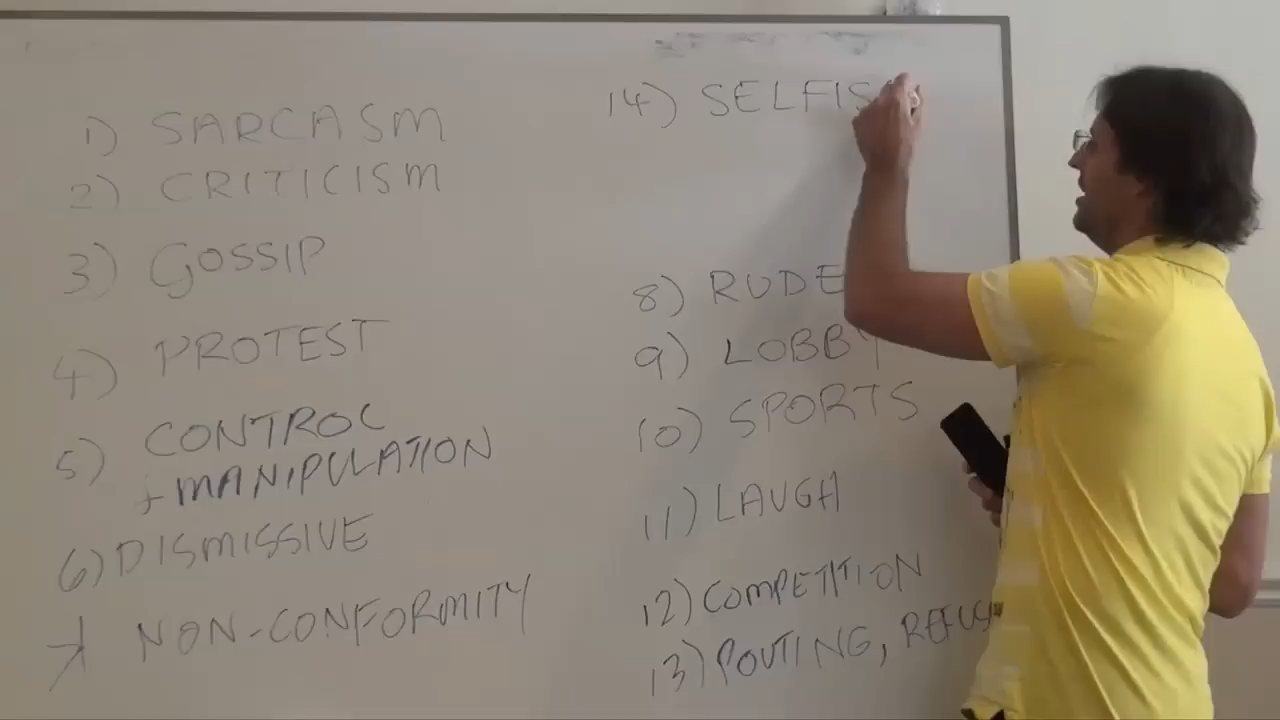 1) SARCASM
2) CRITICISM
3) GOSSIP
4) PROTEST
5) CONTROL
+ MANIPULATION
6) DISMISSIVE
7) NON-CONFORMITY
14) SELFIS
8) RUDE
9) LOBBY
10) SPORTS
11) LAUGH
12) COMPETITION
13) POUTING, REFUS